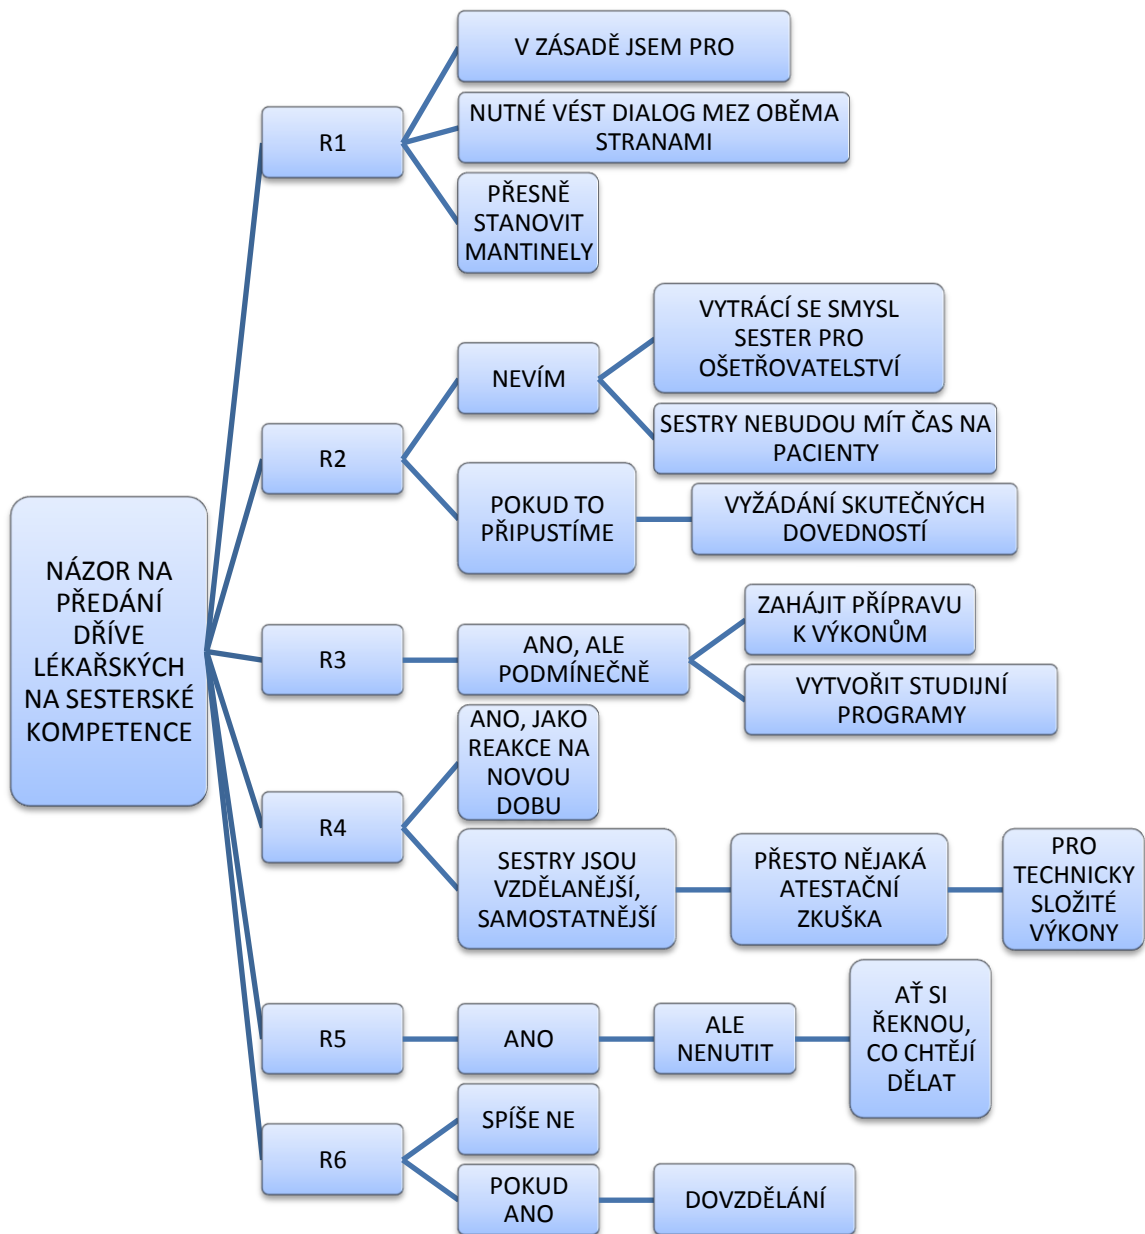 NÁZOR NA
PŘEDÁNÍ
DŘÍVE
LÉKAŘSKÝCH
NA SESTERSKÉ
KOMPETENCE
R1
V ZÁSADĚ JSEM PRO
NUTNÉ VÉST DIALOG MEZ OBĚMA
STRANAMI
PŘESNĚ
STANOVIT
MANTINELY
R2
NEVÍM
VYTRÁCÍ SE SMYSL
SESTER PRO
OŠETŘOVATELSTVÍ
SESTRY NEBUDOU MÍT ČAS NA
PACIENTY
POKUD TO
PŘIPUSTÍME
VYŽÁDÁNÍ SKUTEČNÝCH
DOVEDNOSTÍ
R3
ANO, ALE
PODMÍNEČNĚ
ZAHÁJIT PŘÍPRAVU
K VÝKONŮM
VYTVOŘIT STUDIJNÍ
PROGRAMY
R4
ANO, JAKO
REAKCE NA
NOVOU
DOBU
SESTRY JSOU
VZDĚLANĚJŠÍ,
SAMOSTATNĚJŠÍ
PŘESTO NĚJAKÁ
ATESTAČNÍ
ZKUŠKA
PRO
TECHNICKY
SLOŽITÉ
VÝKONY
R5
ANO
ALE
NENUTIT
AŤ SI
ŘEKNOU,
CO CHTĚJÍ
DĚLAT
R6
SPÍŠE NE
POKUD
ANO
DOVZDĚLÁNÍ